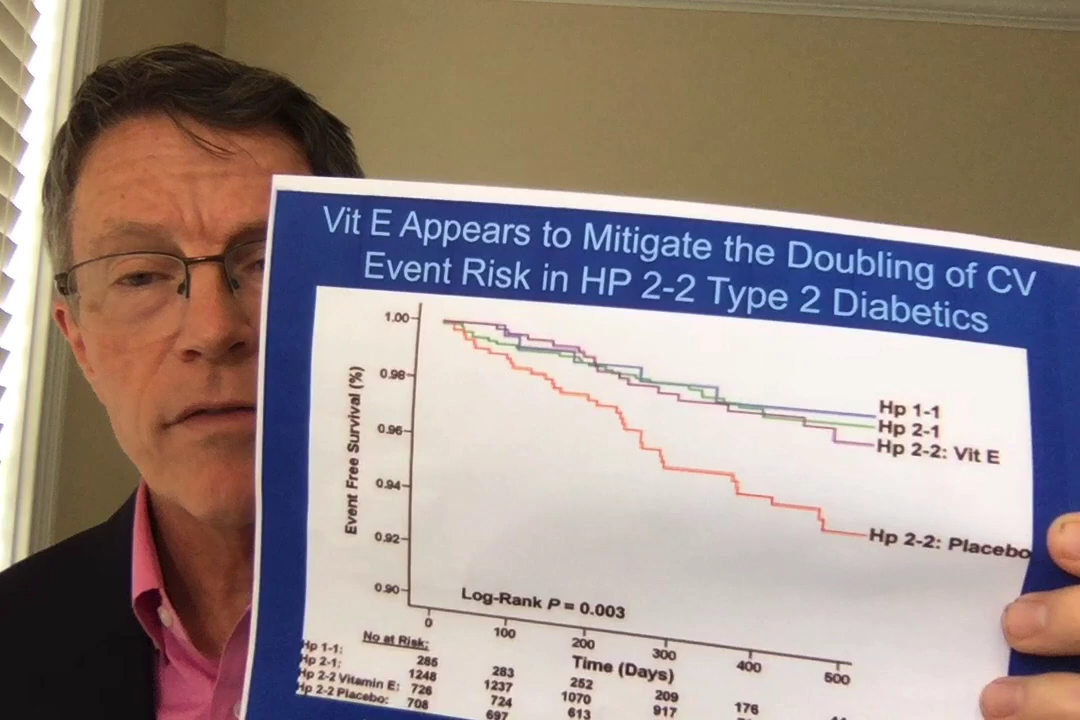 Vit E Appears to Mitigate the Doubling of CV
Event Risk in HP 2-2 Type 2 Diabetics
Event Free Survival (%)
1.00
0.98
0.96
0.94
0.92
0.90
Hp 1-1
Hp 2-1
Hp 2-2: Vit E
Hp 2-2: Placebo
Log-Rank P = 0.003
0 100 200 300 400 500
Time (Days)
No at Risk:
Hp 1-1: 285 283 252 209 176
Hp 2-1: 1248 1237 1070 917
Hp 2-2 Vitamin E: 726 724 613
Hp 2-2 Placebo: 708 697